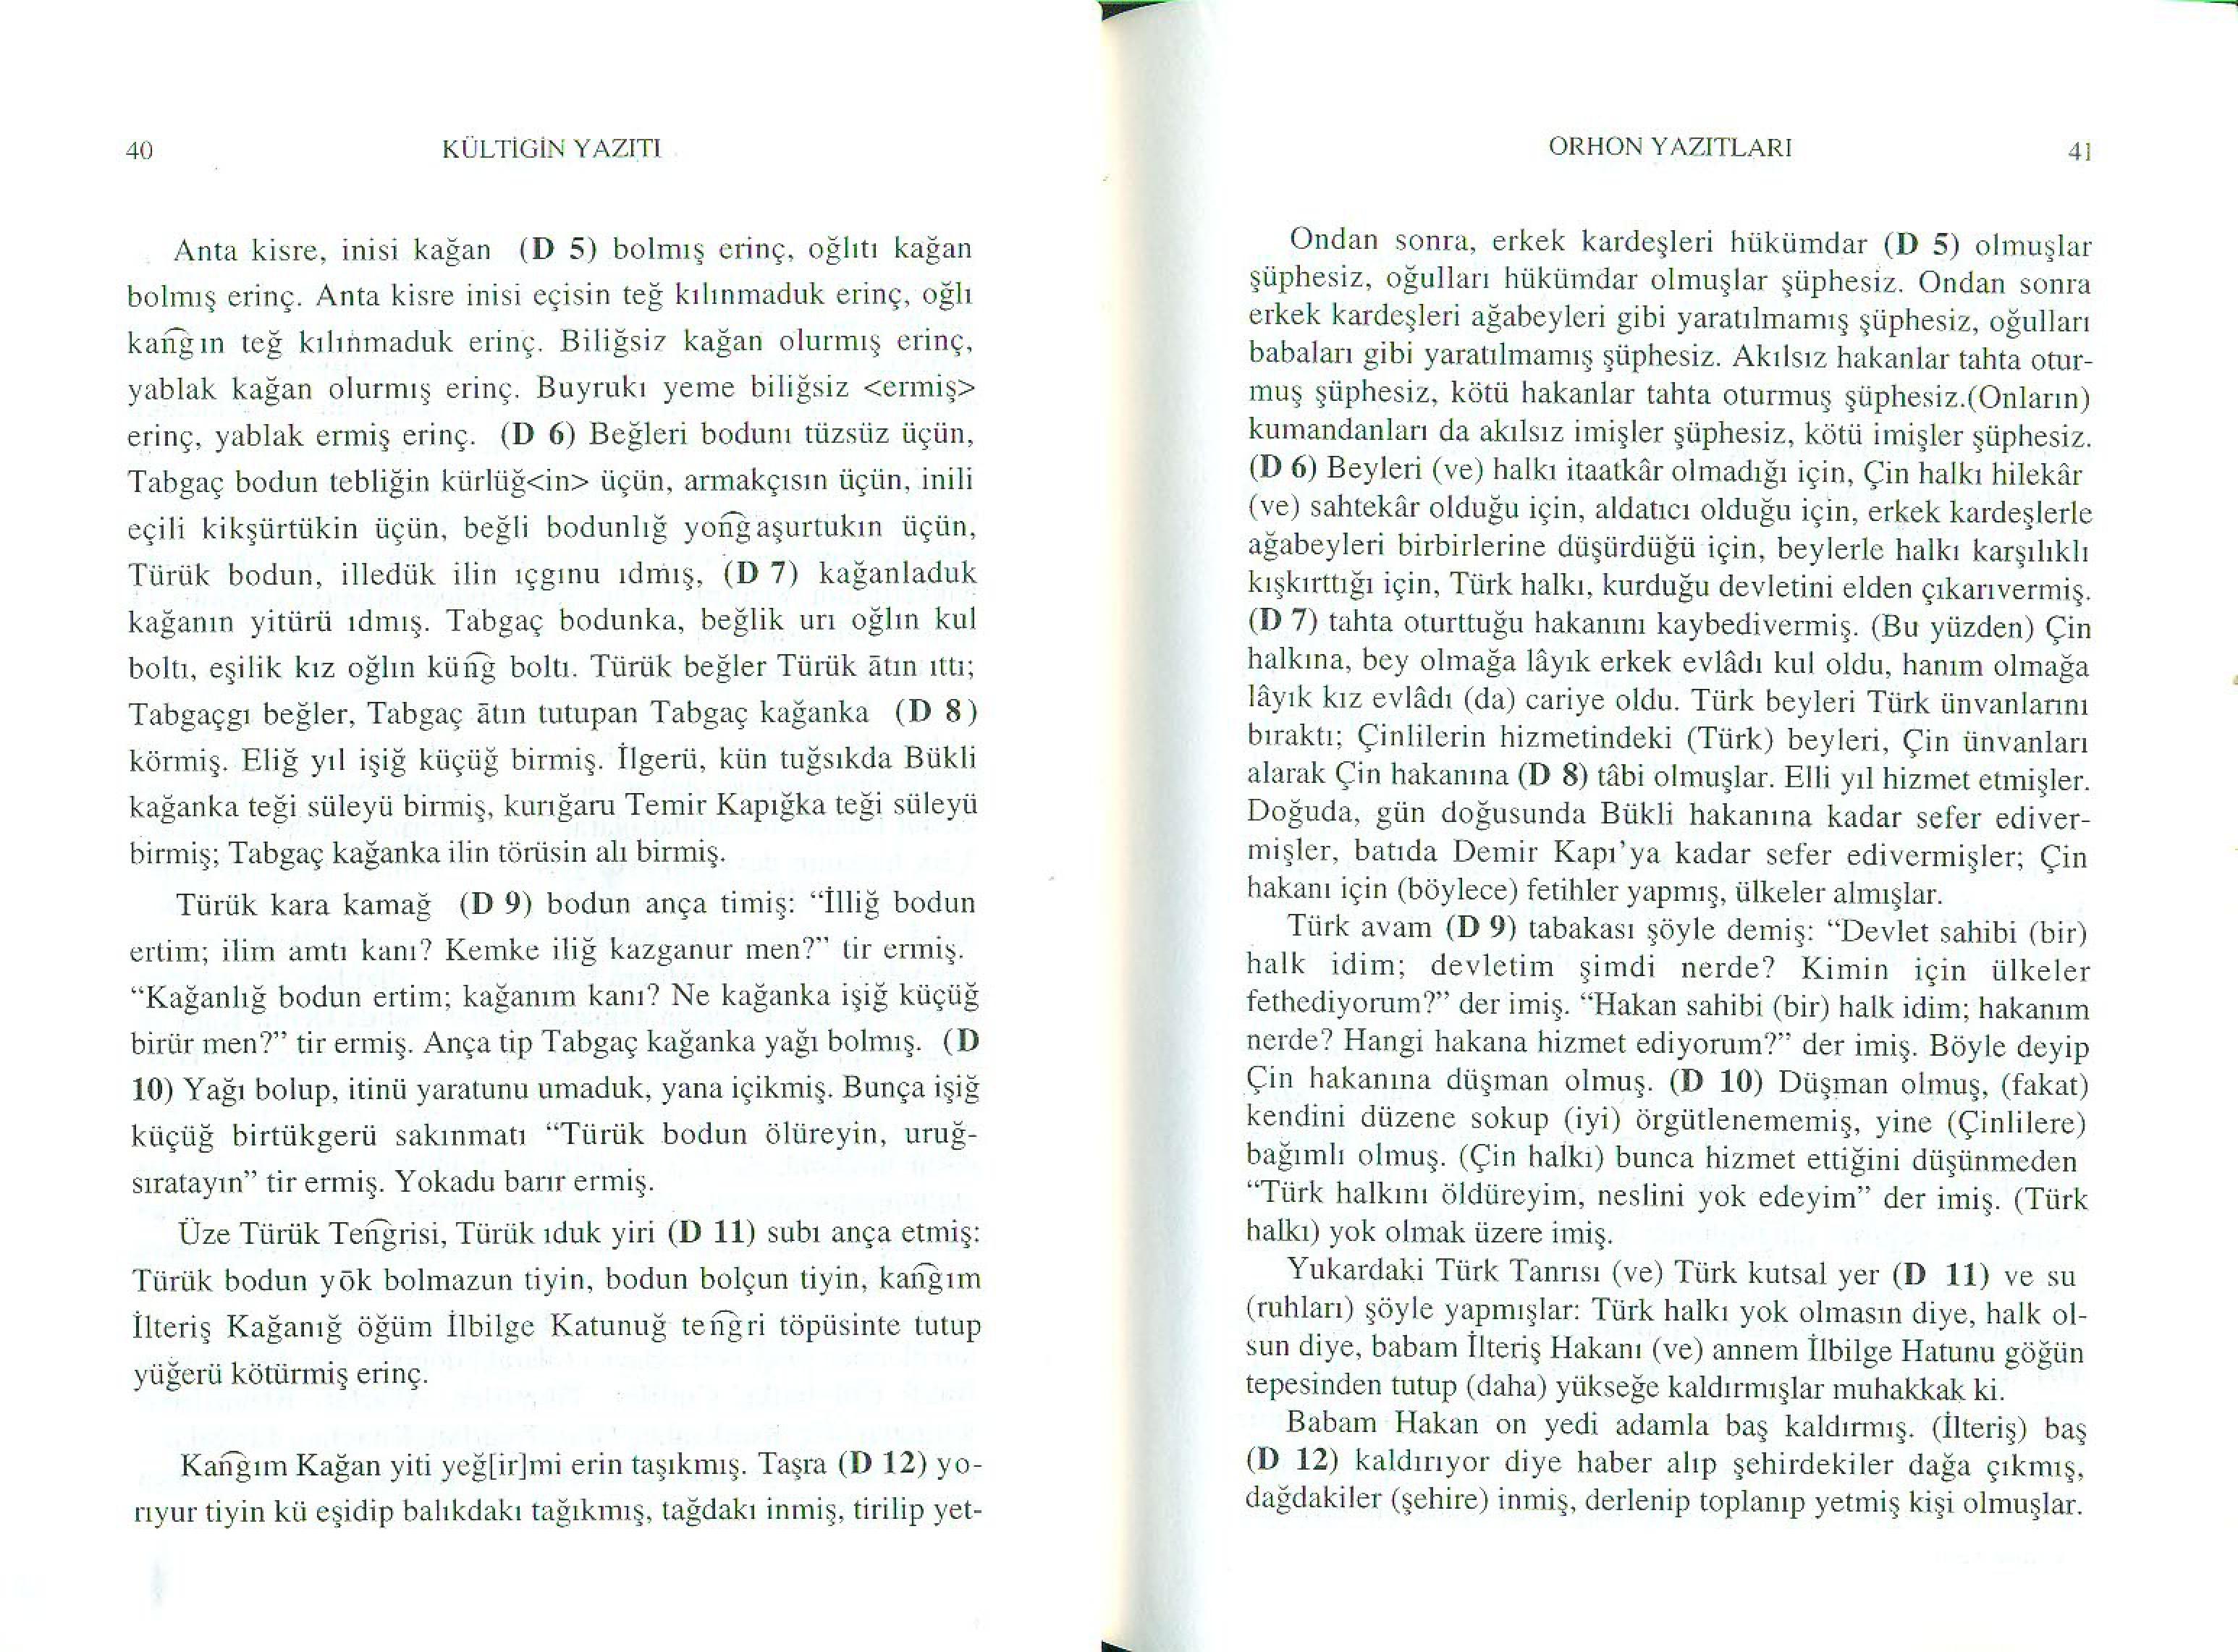 40
KÜLTİGİN YAZITI
Anta kisre, inisi kağan (D 5) bolmış erinç, oğlıtı kağan
bolmış erinç. Anta kisre inisi eçisin teğ kılınmaduk erinç, oğlı
kan͡gın teğ kılınmaduk erinç. Biliğsiz kağan olurmış erinç,
yablak kağan olurmış erinç. Buyrukı yeme biliğsiz <ermiş>
erinç, yablak ermiş erinç. (D 6) Beğleri bodunı tüzsüz üçün,
Tabgaç bodun tebliğin kürlüğ<in> üçün, armakçısın üçün, inili
eçili kikşürtükin üçün, beğli bodunlığ yon͡gaşurtukın üçün,
Türük bodun, illedük ilin ıçgınu ıdmış, (D 7) kağanladuk
kağanın yitürü ıdmış. Tabgaç bodunka, beğlik urı oğlın kul
boltı, eşilik kız oğlın kün͡g boltı. Türük beğler Türük ātın ıttı;
Tabgaçgı beğler, Tabgaç ātın tutupan Tabgaç kağanka (D 8)
körmiş. Eliğ yıl işiğ küçüğ birmiş. İlgerü, kün tuğsıkda Bükli
kağanka teği süleyü birmiş, kurığaru Temir Kapığka teği süleyü
birmiş; Tabgaç kağanka ilin törüsin alı birmiş.
Türük kara kamağ (D 9) bodun ança timiş: “İlliğ bodun
ertim; ilim amtı kanı? Kemke iliğ kazganur men?” tir ermiş.
“Kağanlığ bodun ertim; kağanım kanı? Ne kağanka işiğ küçüğ
birür men?” tir ermiş. Ança tip Tabgaç kağanka yağı bolmış. (D
10) Yağı bolup, itinü yaratunu umaduk, yana içikmiş. Bunça işiğ
küçüğ birtükgerü sakınmatı “Türük bodun ölüreyin, uruğ-
sıratayın” tir ermiş. Yokadu barır ermiş.
Üze Türük Ten͡grisi, Türük ıduk yiri (D 11) subı ança etmiş:
Türük bodun yōk bolmazun tiyin, bodun bolçun tiyin, kan͡gım
İlteriş Kağanığ öğüm İlbilge Katunuğ ten͡gri töpüsinte tutup
yüğerü kötürmiş erinç.
Kan͡gım Kağan yiti yeğ[ir]mi erin taşıkmış. Taşra (D 12) yo-
rıyur tiyin kü eşidip balıkdakı tağıkmış, tağdakı inmiş, tirilip yet-
ORHON YAZITLARI
41
Ondan sonra, erkek kardeşleri hükümdar (D 5) olmuşlar
şüphesiz, oğulları hükümdar olmuşlar şüphesiz. Ondan sonra
erkek kardeşleri ağabeyleri gibi yaratılmamış şüphesiz, oğulları
babaları gibi yaratılmamış şüphesiz. Akılsız hakanlar tahta otur-
muş şüphesiz, kötü hakanlar tahta oturmuş şüphesiz.(Onların)
kumandanları da akılsız imişler şüphesiz, kötü imişler şüphesiz.
(D 6) Beyleri (ve) halkı itaatkâr olmadığı için, Çin halkı hilekâr
(ve) sahtekâr olduğu için, aldatıcı olduğu için, erkek kardeşlerle
ağabeyleri birbirlerine düşürdüğü için, beylerle halkı karşılıklı
kışkırttığı için, Türk halkı, kurduğu devletini elden çıkarıvermiş.
(D 7) tahta oturttuğu hakanını kaybedivermiş. (Bu yüzden) Çin
halkına, bey olmağa lâyık erkek evlâdı kul oldu, hanım olmağa
lâyık kız evlâdı (da) cariye oldu. Türk beyleri Türk ünvanlarını
bıraktı; Çinlilerin hizmetindeki (Türk) beyleri, Çin ünvanları
alarak Çin hakanına (D 8) tâbi olmuşlar. Elli yıl hizmet etmişler.
Doğuda, gün doğusunda Bükli hakanına kadar sefer ediver-
mişler, batıda Demir Kapı’ya kadar sefer edivermişler; Çin
hakanı için (böylece) fetihler yapmış, ülkeler almışlar.
Türk avam (D 9) tabakası şöyle demiş: “Devlet sahibi (bir)
halk idim; devletim şimdi nerde? Kimin için ülkeler
fethediyorum?” der imiş. “Hakan sahibi (bir) halk idim; hakanım
nerde? Hangi hakana hizmet ediyorum?” der imiş. Böyle deyip
Çin hakanına düşman olmuş. (D 10) Düşman olmuş, (fakat)
kendini düzene sokup (iyi) örgütlenememiş, yine (Çinlilere)
bağımlı olmuş. (Çin halkı) bunca hizmet ettiğini düşünmeden
“Türk halkını öldüreyim, neslini yok edeyim” der imiş. (Türk
halkı) yok olmak üzere imiş.
Yukardaki Türk Tanrısı (ve) Türk kutsal yer (D 11) ve su
(ruhları) şöyle yapmışlar: Türk halkı yok olmasın diye, halk ol-
sun diye, babam İlteriş Hakanı (ve) annem İlbilge Hatunu göğün
tepesinden tutup (daha) yükseğe kaldırmışlar muhakkak ki.
Babam Hakan on yedi adamla baş kaldırmış. (İlteriş) baş
(D 12) kaldırıyor diye haber alıp şehirdekiler dağa çıkmış,
dağdakiler (şehire) inmiş, derlenip toplanıp yetmiş kişi olmuşlar.